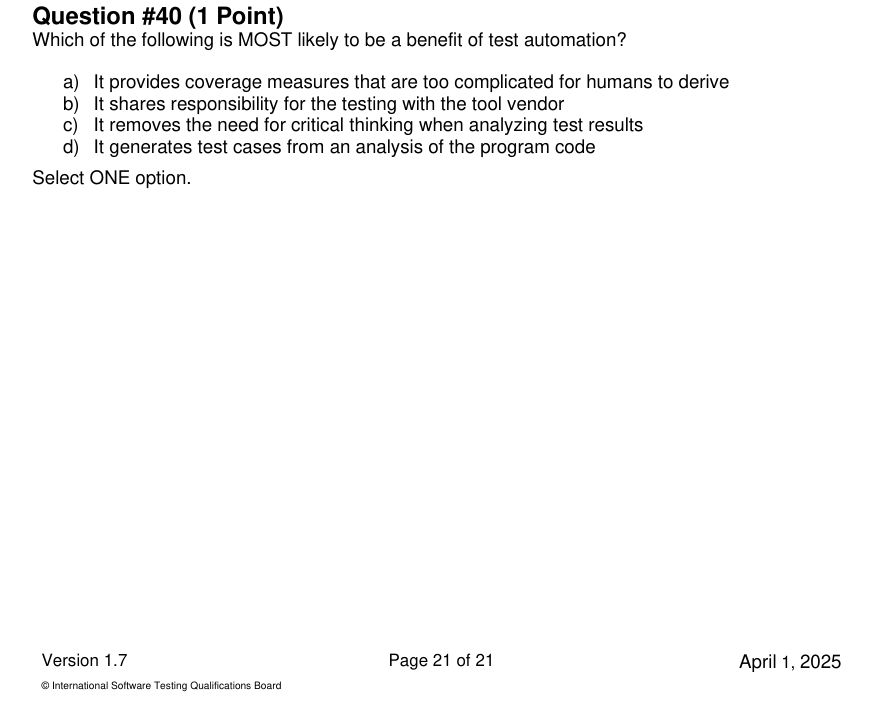 Question #40 (1 Point)
Which of the following is MOST likely to be a benefit of test automation?
a) It provides coverage measures that are too complicated for humans to derive
b) It shares responsibility for the testing with the tool vendor
c) It removes the need for critical thinking when analyzing test results
d) It generates test cases from an analysis of the program code
Select ONE option.
Version 1.7 Page 21 of 21 April 1, 2025
© International Software Testing Qualifications Board